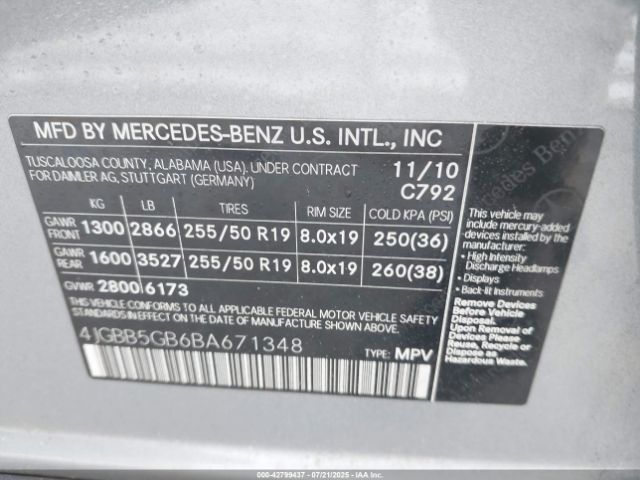 MFD BY MERCEDES-BENZ U.S. INTL., INC
TUSCALOOSA COUNTY, ALABAMA (USA). UNDER CONTRACT
FOR DAIMLER AG, STUTTGART (GERMANY)
11/10
C792
KG LB TIRES RIM SIZE COLD KPA (PSI)
GAWR FRONT 1300 2866 255/50 R19 8.0x19 250(36)
GAWR REAR 1600 3527 255/50 R19 8.0x19 260(38)
GVWR 2800 6173
THIS VEHICLE CONFORMS TO ALL APPLICABLE FEDERAL MOTOR VEHICLE SAFETY
STANDARDS IN EFFECT ON THE DATE OF MANUFACTURE SHOWN ABOVE.
4JGBB5GB6BA671348
TYPE: MPV
Mercedes Benz
This vehicle may
include mercury-added
devices installed by the
manufacturer:
• High Intensity
Discharge Headlamps
• Displays
• Back-lit Instruments
Remove Devices
Before Vehicle Disposal.
Upon Removal of Devices
Please Reuse, Recycle or
Dispose as
Hazardous Waste.
000-42799437 - 07/21/2025 - IAA Inc.